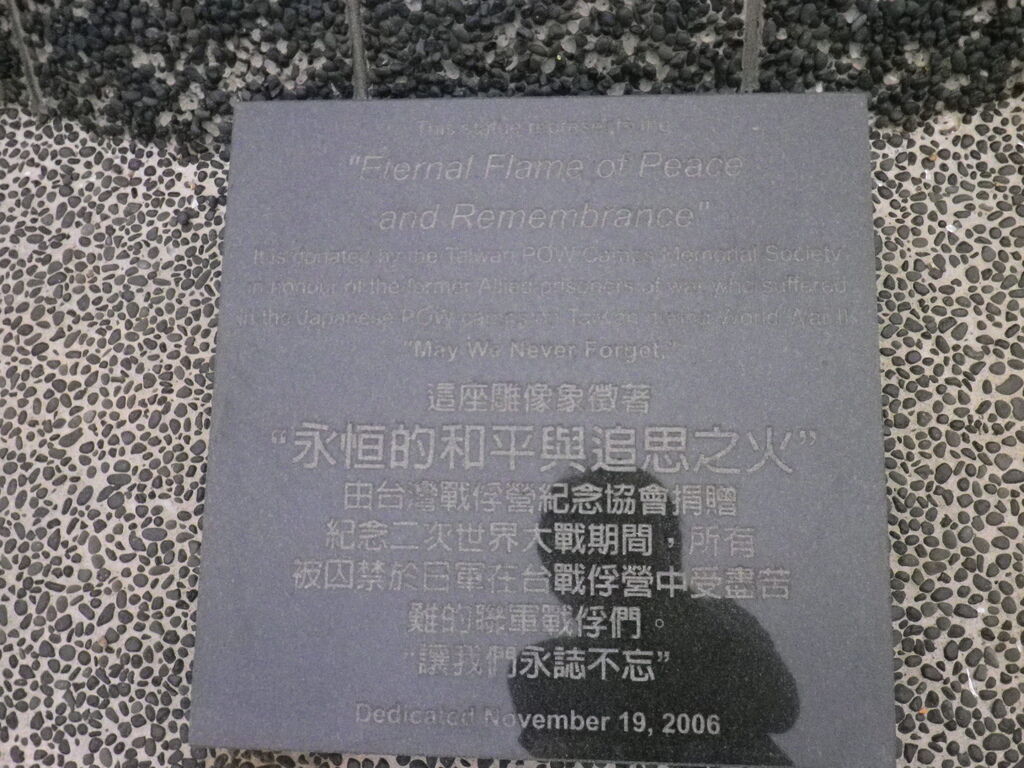 This statue represents the
"Eternal Flame of Peace
and Remembrance"
It is donated by the Taiwan POW Camps Memorial Society
in honour of the former Allied prisoners of war who suffered
in the Japanese POW camps on Taiwan during World War II.
"May We Never Forget."
這座雕像象徵著
“永恒的和平與追思之火”
由台灣戰俘營紀念協會捐贈
紀念二次世界大戰期間，所有
被囚禁於日軍在台戰俘營中受盡苦
難的聯軍戰俘們。
“讓我們永誌不忘”
Dedicated November 19, 2006